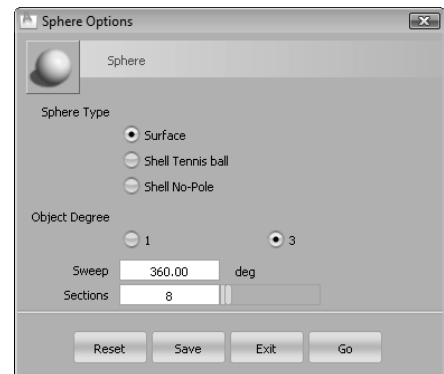 Sphere Options
Sphere
Sphere Type
Surface
Shell Tennis ball
Shell No-Pole
Object Degree
1 3
Sweep 360.00 deg
Sections 8
Reset Save Exit Go